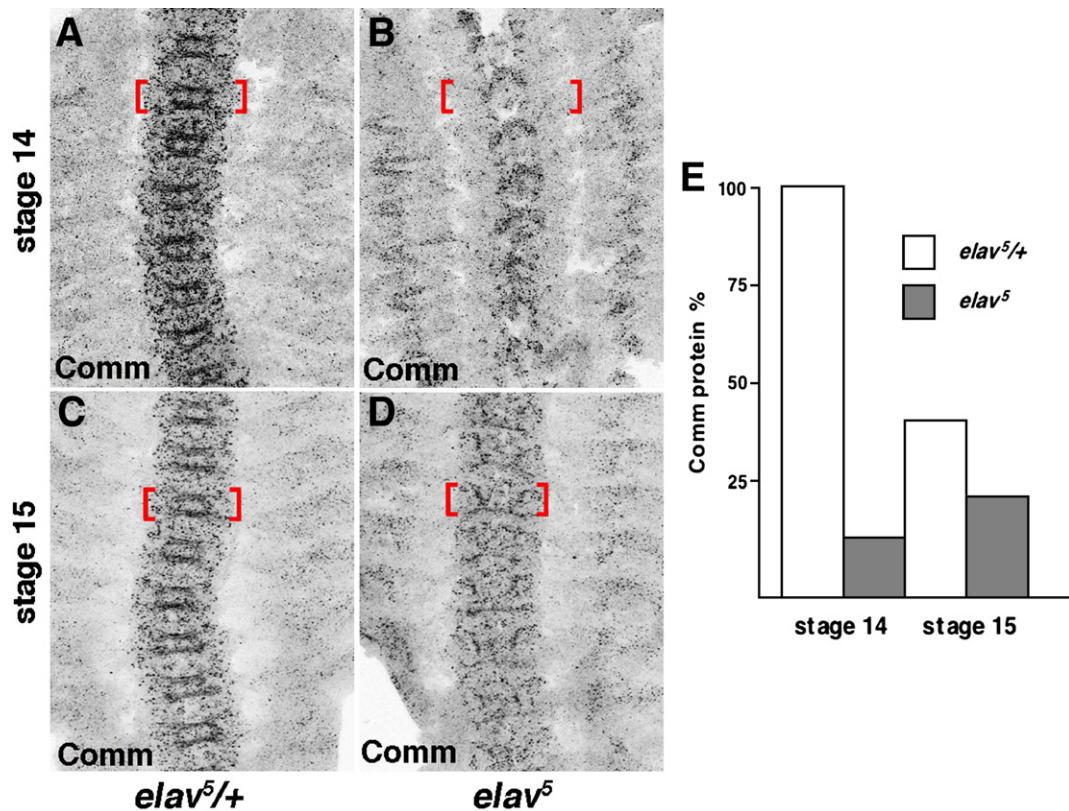 A
B
stage 14
Comm
Comm
C
D
stage 15
Comm
Comm
elav5/+
elav5
E
100
75
50
25
Comm protein %
elav5/+
elav5
stage 14 stage 15